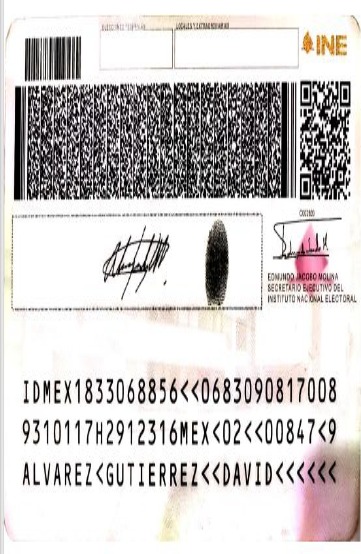 ELECCIONES FEDERALES
LOCALES Y EXTRAORDINARIAS
INE
EDMUNDO JACOBO MOLINA
SECRETARIO EJECUTIVO DEL
INSTITUTO NACIONAL ELECTORAL
IDMEX1833068856<<0683090817008
9310117H2912316MEX<02<<00847<9
ALVAREZ<GUTIERREZ<<DAVID<<<<<<